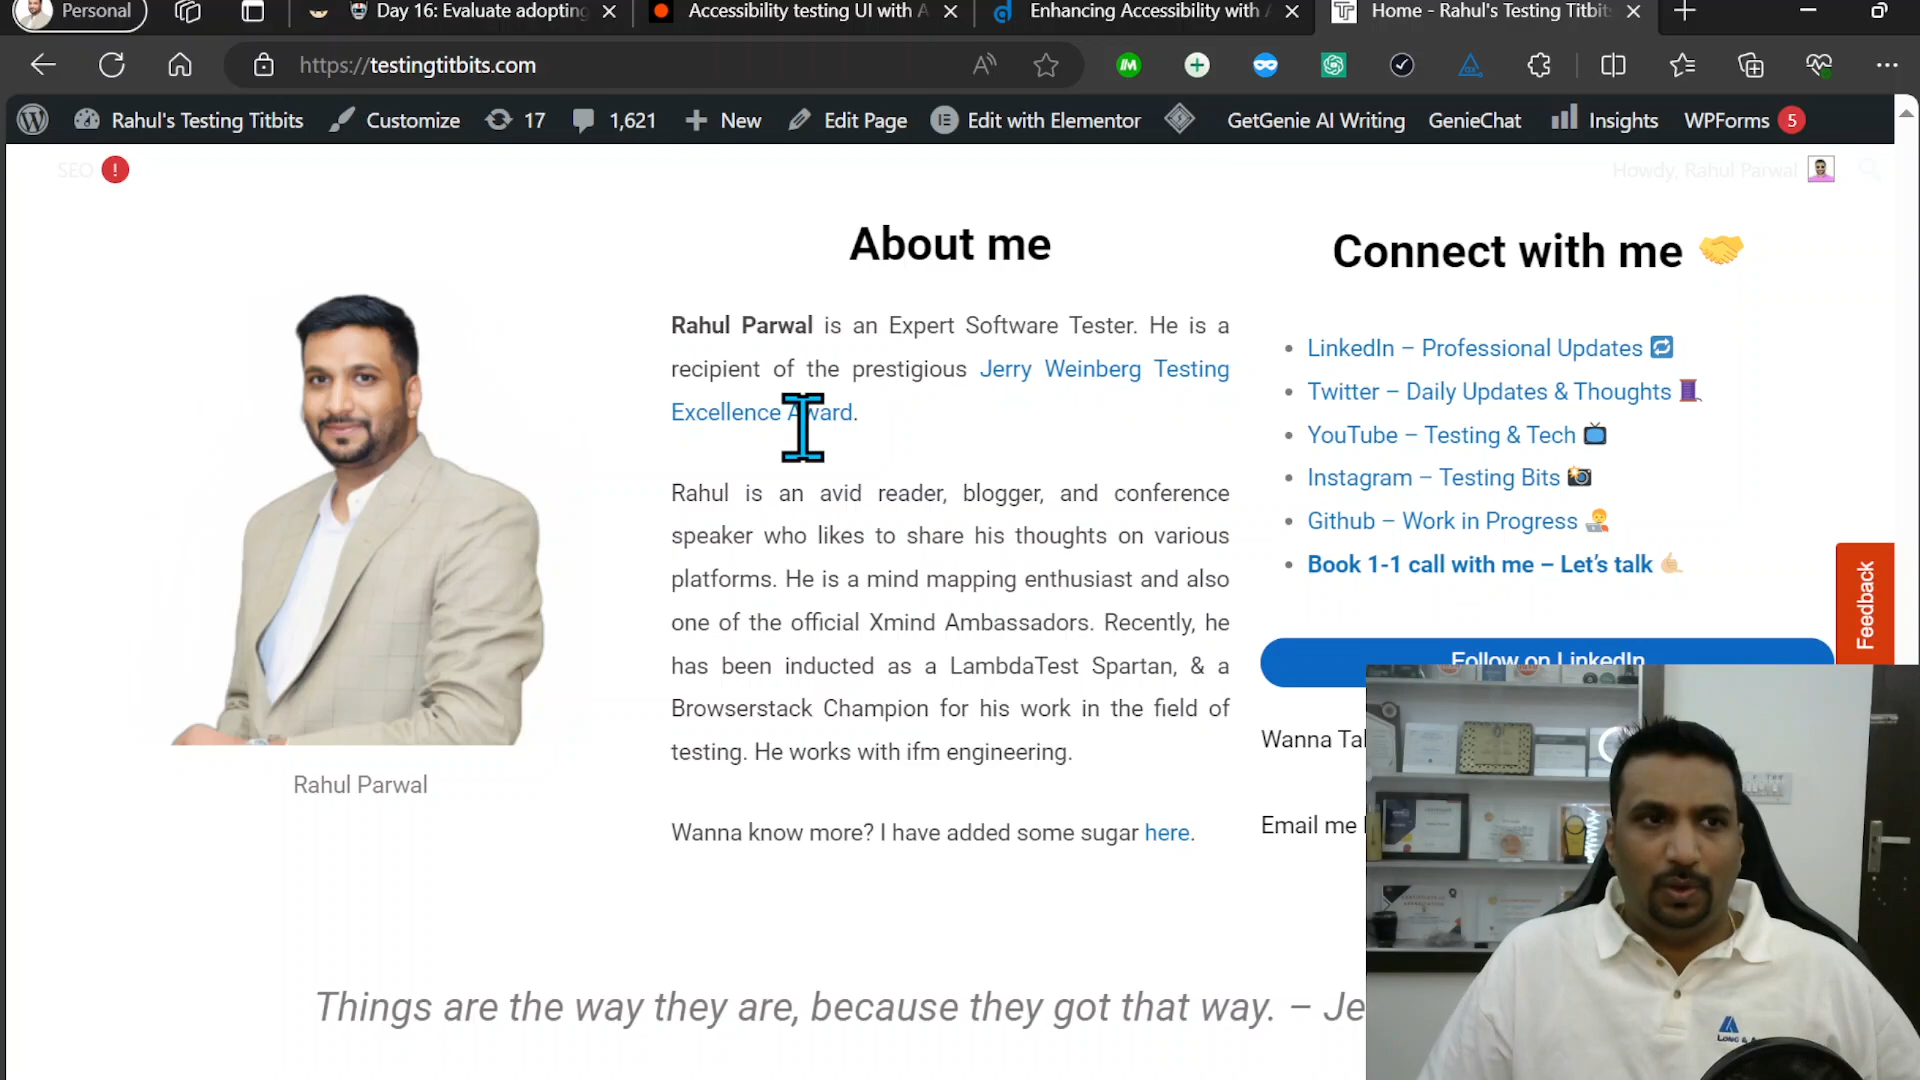 Personal
Day 16: Evaluate adopting
Accessibility testing UI with A
Enhancing Accessibility with A
Home - Rahul's Testing Titbits
https://testingtitbits.com
Rahul's Testing Titbits
Customize
17
1,621
New
Edit Page
Edit with Elementor
GetGenie AI Writing
GenieChat
Insights
WPForms 5
SEO !
Howdy, Rahul Parwal
Rahul Parwal
About me
Rahul Parwal is an Expert Software Tester. He is a
recipient of the prestigious Jerry Weinberg Testing
Excellence Award.
Rahul is an avid reader, blogger, and conference
speaker who likes to share his thoughts on various
platforms. He is a mind mapping enthusiast and also
one of the official Xmind Ambassadors. Recently, he
has been inducted as a LambdaTest Spartan, & a
Browserstack Champion for his work in the field of
testing. He works with ifm engineering.
Wanna know more? I have added some sugar here.
Connect with me 🤝
LinkedIn – Professional Updates
Twitter – Daily Updates & Thoughts
YouTube – Testing & Tech
Instagram – Testing Bits
Github – Work in Progress
Book 1-1 call with me – Let's talk
Feedback
Follow on LinkedIn
Wanna Tal
Email me
Things are the way they are, because they got that way. – Je